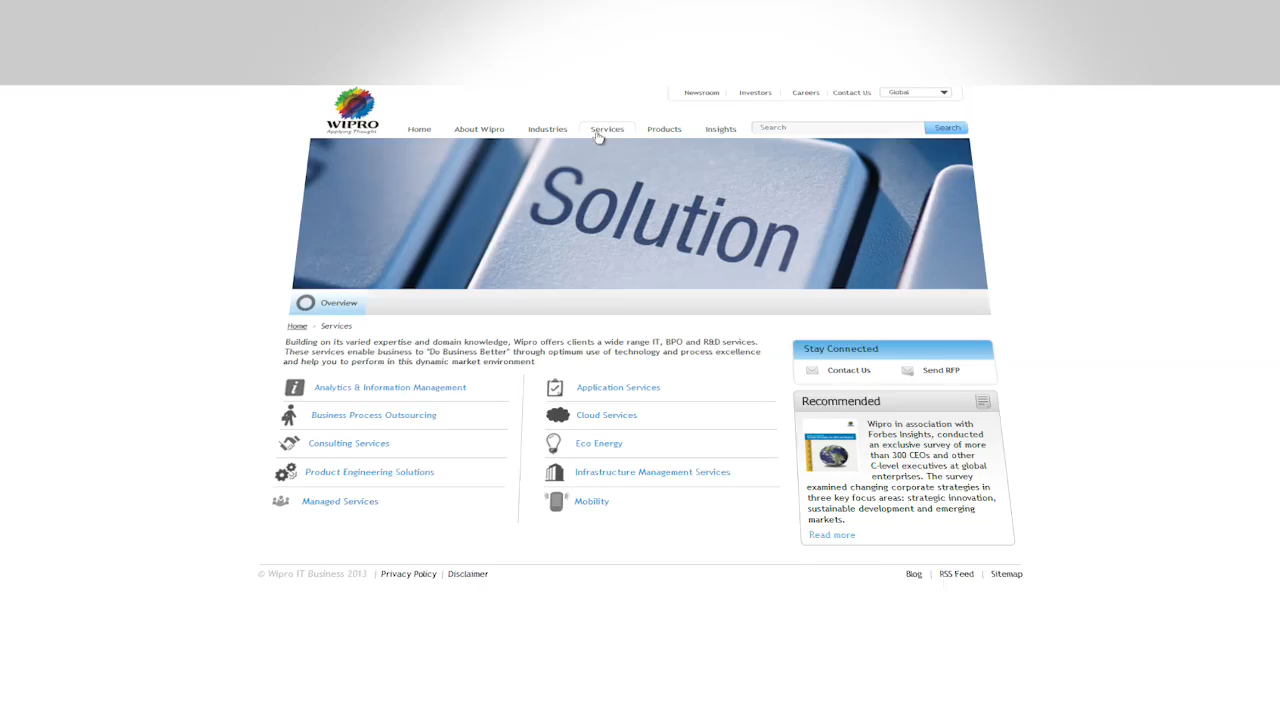 Newsroom
Investors
Careers
Contact Us
Global
WIPRO
Applying Thought
Home
About Wipro
Industries
Services
Products
Insights
Search
Search
Solution
Overview
Home
Services
Building on its varied expertise and domain knowledge, Wipro offers clients a wide range IT, BPO and R&D services.
These services enable business to "Do Business Better" through optimum use of technology and process excellence
and help you to perform in this dynamic market environment
Analytics & Information Management
Business Process Outsourcing
Consulting Services
Product Engineering Solutions
Managed Services
Application Services
Cloud Services
Eco Energy
Infrastructure Management Services
Mobility
Stay Connected
Contact Us
Send RFP
Recommended
Wipro in association with
Forbes Insights, conducted
an exclusive survey of more
than 300 CEOs and other
C-level executives at global
enterprises. The survey
examined changing corporate strategies in
three key focus areas: strategic innovation,
sustainable development and emerging
markets.
Read more
© Wipro IT Business 2013 | Privacy Policy | Disclaimer
Blog | RSS Feed | Sitemap